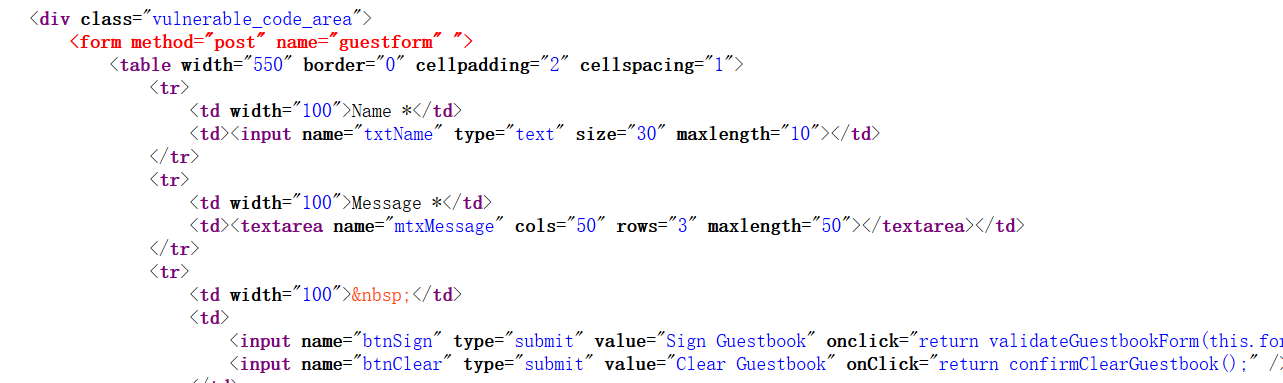 <div class="vulnerable_code_area">
<form method="post" name="guestform" ">
<table width="550" border="0" cellpadding="2" cellspacing="1">
<tr>
<td width="100">Name *</td>
<td><input name="txtName" type="text" size="30" maxlength="10"></td>
</tr>
<tr>
<td width="100">Message *</td>
<td><textarea name="mtxMessage" cols="50" rows="3" maxlength="50"></textarea></td>
</tr>
<tr>
<td width="100">&nbsp;</td>
<td>
<input name="btnSign" type="submit" value="Sign Guestbook" onclick="return validateGuestbookForm(this.for
<input name="btnClear" type="submit" value="Clear Guestbook" onClick="return confirmClearGuestbook();" />
</td>